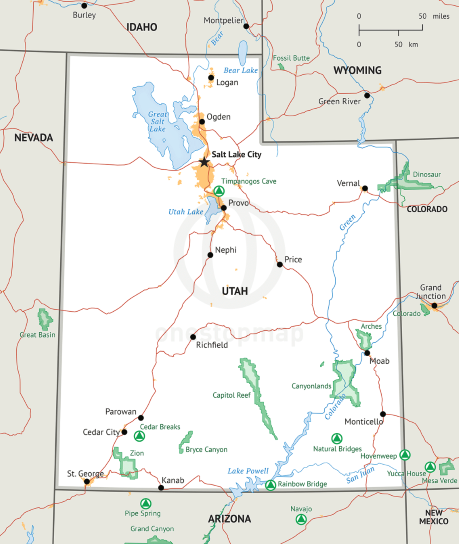 Burley
IDAHO
Montpelier
0 50 miles
0 50 km
Bear
Bear Lake
Fossil Butte
WYOMING
Logan
Green River
Great
Salt
Lake
Ogden
NEVADA
Salt Lake City
Timpanogos Cave
Vernal
Dinosaur
Utah Lake
Provo
COLORADO
Green
Nephi
Price
UTAH
Grand
Junction
Colorado
onestopmap
Great Basin
Arches
Richfield
Moab
Capitol Reef
Canyonlands
Colorado
Parowan
Cedar Breaks
Monticello
Cedar City
Bryce Canyon
Natural Bridges
Hovenweep
Zion
Lake Powell
San Juan
Yucca House
St. George
Kanab
Rainbow Bridge
Mesa Verde
Pipe Spring
Navajo
ARIZONA
NEW
MEXICO
Grand Canyon